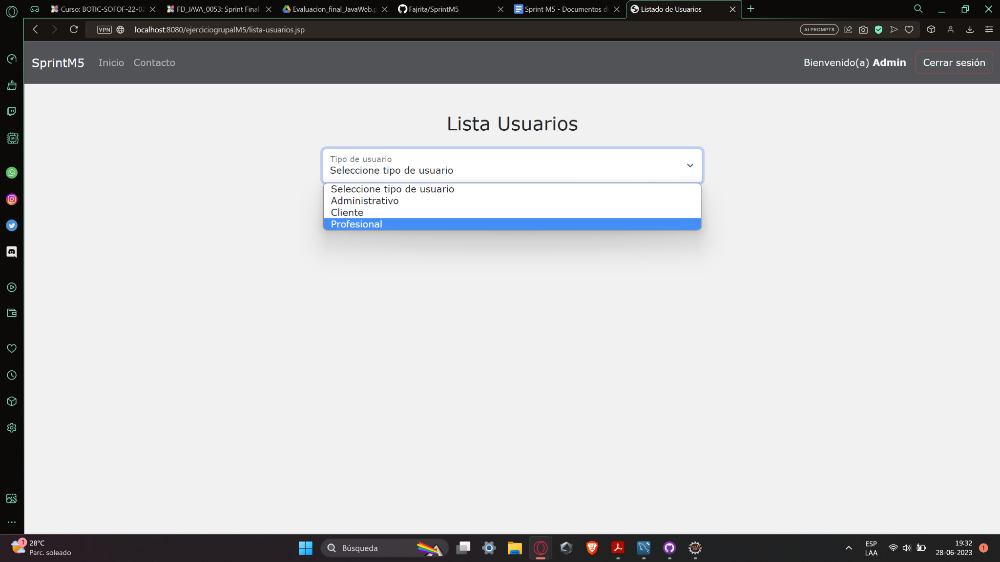 Curso: BOTIC-SOFOF-22-02
FD_JAVA_0053: Sprint Final
Evaluacion_final_JavaWeb.p
Fajrita/SprintM5
Sprint M5 - Documentos de
Listado de Usuarios
VPN
localhost:8080/ejerciciogrupalM5/lista-usuarios.jsp
AI PROMPTS
SprintM5
Inicio
Contacto
Bienvenido(a) Admin
Cerrar sesión
Lista Usuarios
Tipo de usuario
Seleccione tipo de usuario
Seleccione tipo de usuario
Administrativo
Cliente
Profesional
1
28°C
Parc. soleado
Búsqueda
ESP
LAA
19:32
28-06-2023
1